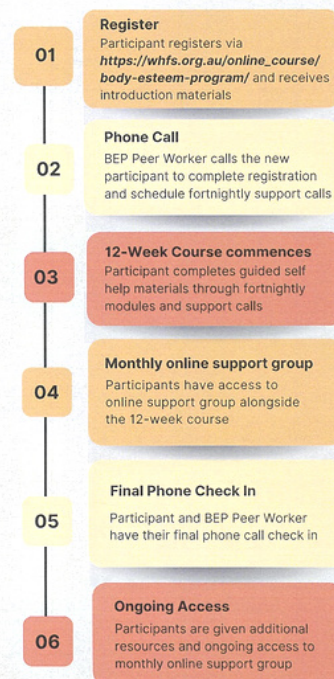 01
Register
Participant registers via
https://whfs.org.au/online_course/
body-esteem-program/ and receives
introduction materials
02
Phone Call
BEP Peer Worker calls the new
participant to complete registration
and schedule fortnightly support calls
03
12-Week Course commences
Participant completes guided self
help materials through fortnightly
modules and support calls
04
Monthly online support group
Participants have access to
online support group alongside
the 12-week course
05
Final Phone Check In
Participant and BEP Peer Worker
have their final phone call check in
06
Ongoing Access
Participants are given additional
resources and ongoing access to
monthly online support group